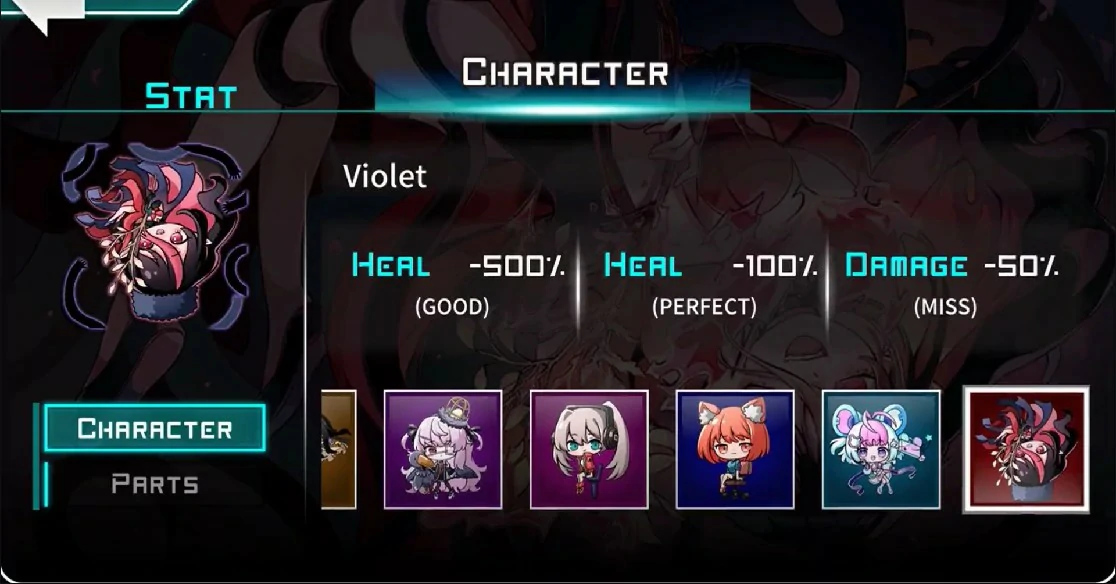 Character
Stat
Violet
Heal -500%
(GOOD)
Heal -100%
(PERFECT)
Damage -50%
(MISS)
Character
Parts